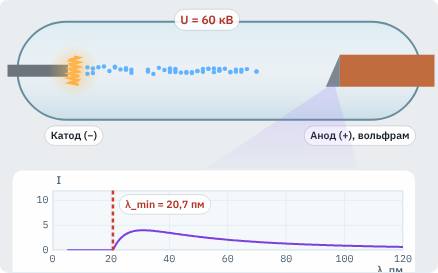 U = 60 кВ
Катод (−)
Анод (+), вольфрам
I
λ_min = 20,7 пм
10
5
0
0 20 40 60 80 100 120
λ, пм